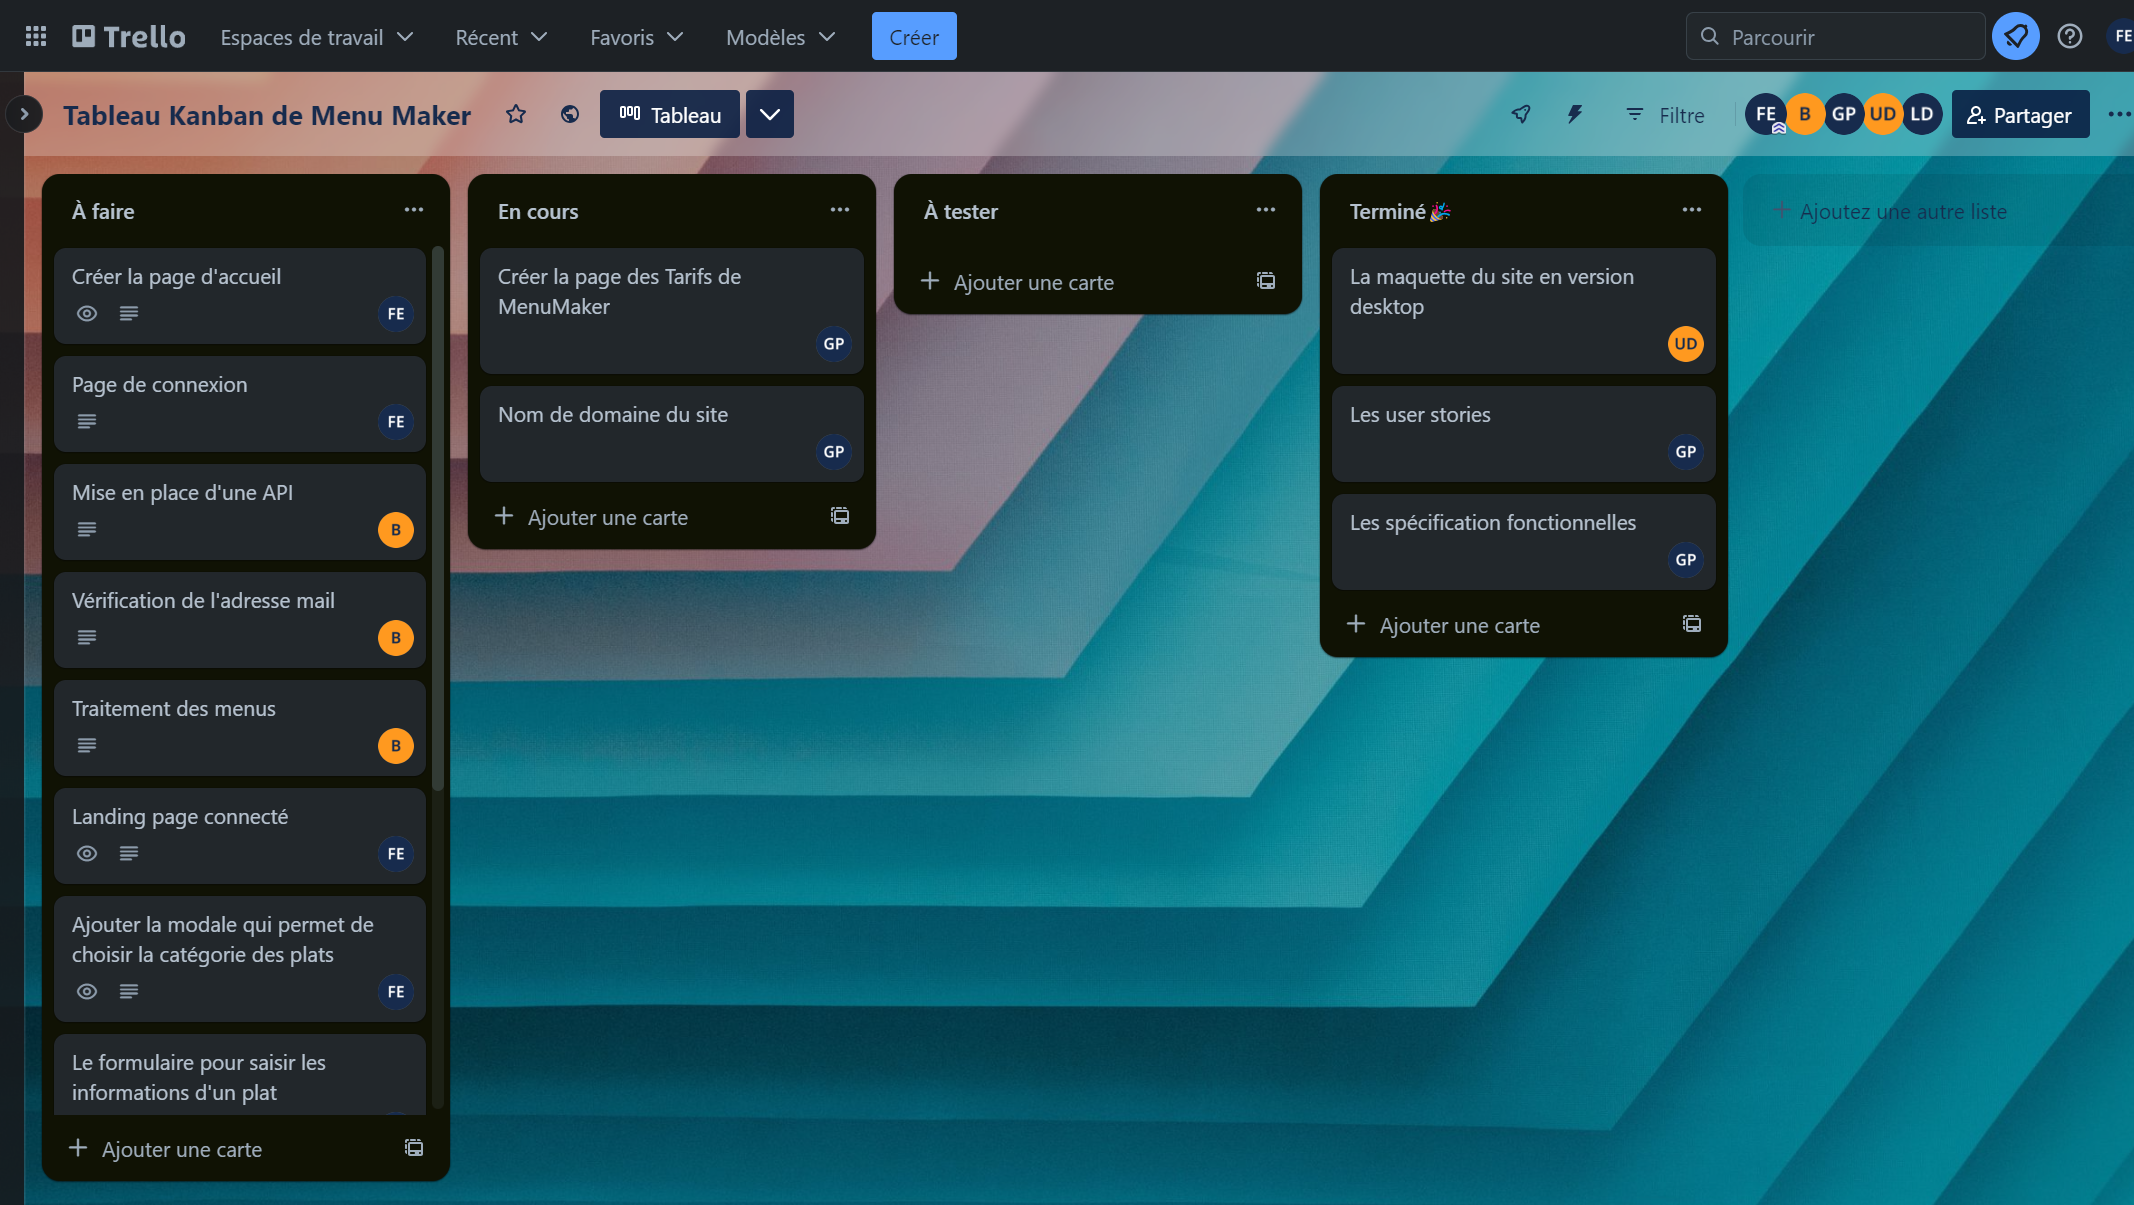 Trello Espaces de travail Récent Favoris Modèles Créer Parcourir FE
Tableau Kanban de Menu Maker Tableau Filtre FE B GP UD LD Partager
À faire
Créer la page d'accueil
FE
Page de connexion
FE
Mise en place d'une API
B
Vérification de l'adresse mail
B
Traitement des menus
B
Landing page connecté
FE
Ajouter la modale qui permet de
choisir la catégorie des plats
FE
Le formulaire pour saisir les
informations d'un plat
Ajouter une carte
En cours
Créer la page des Tarifs de
MenuMaker
GP
Nom de domaine du site
GP
Ajouter une carte
À tester
Ajouter une carte
Terminé🎉
La maquette du site en version
desktop
UD
Les user stories
GP
Les spécification fonctionnelles
GP
Ajouter une carte
Ajoutez une autre liste